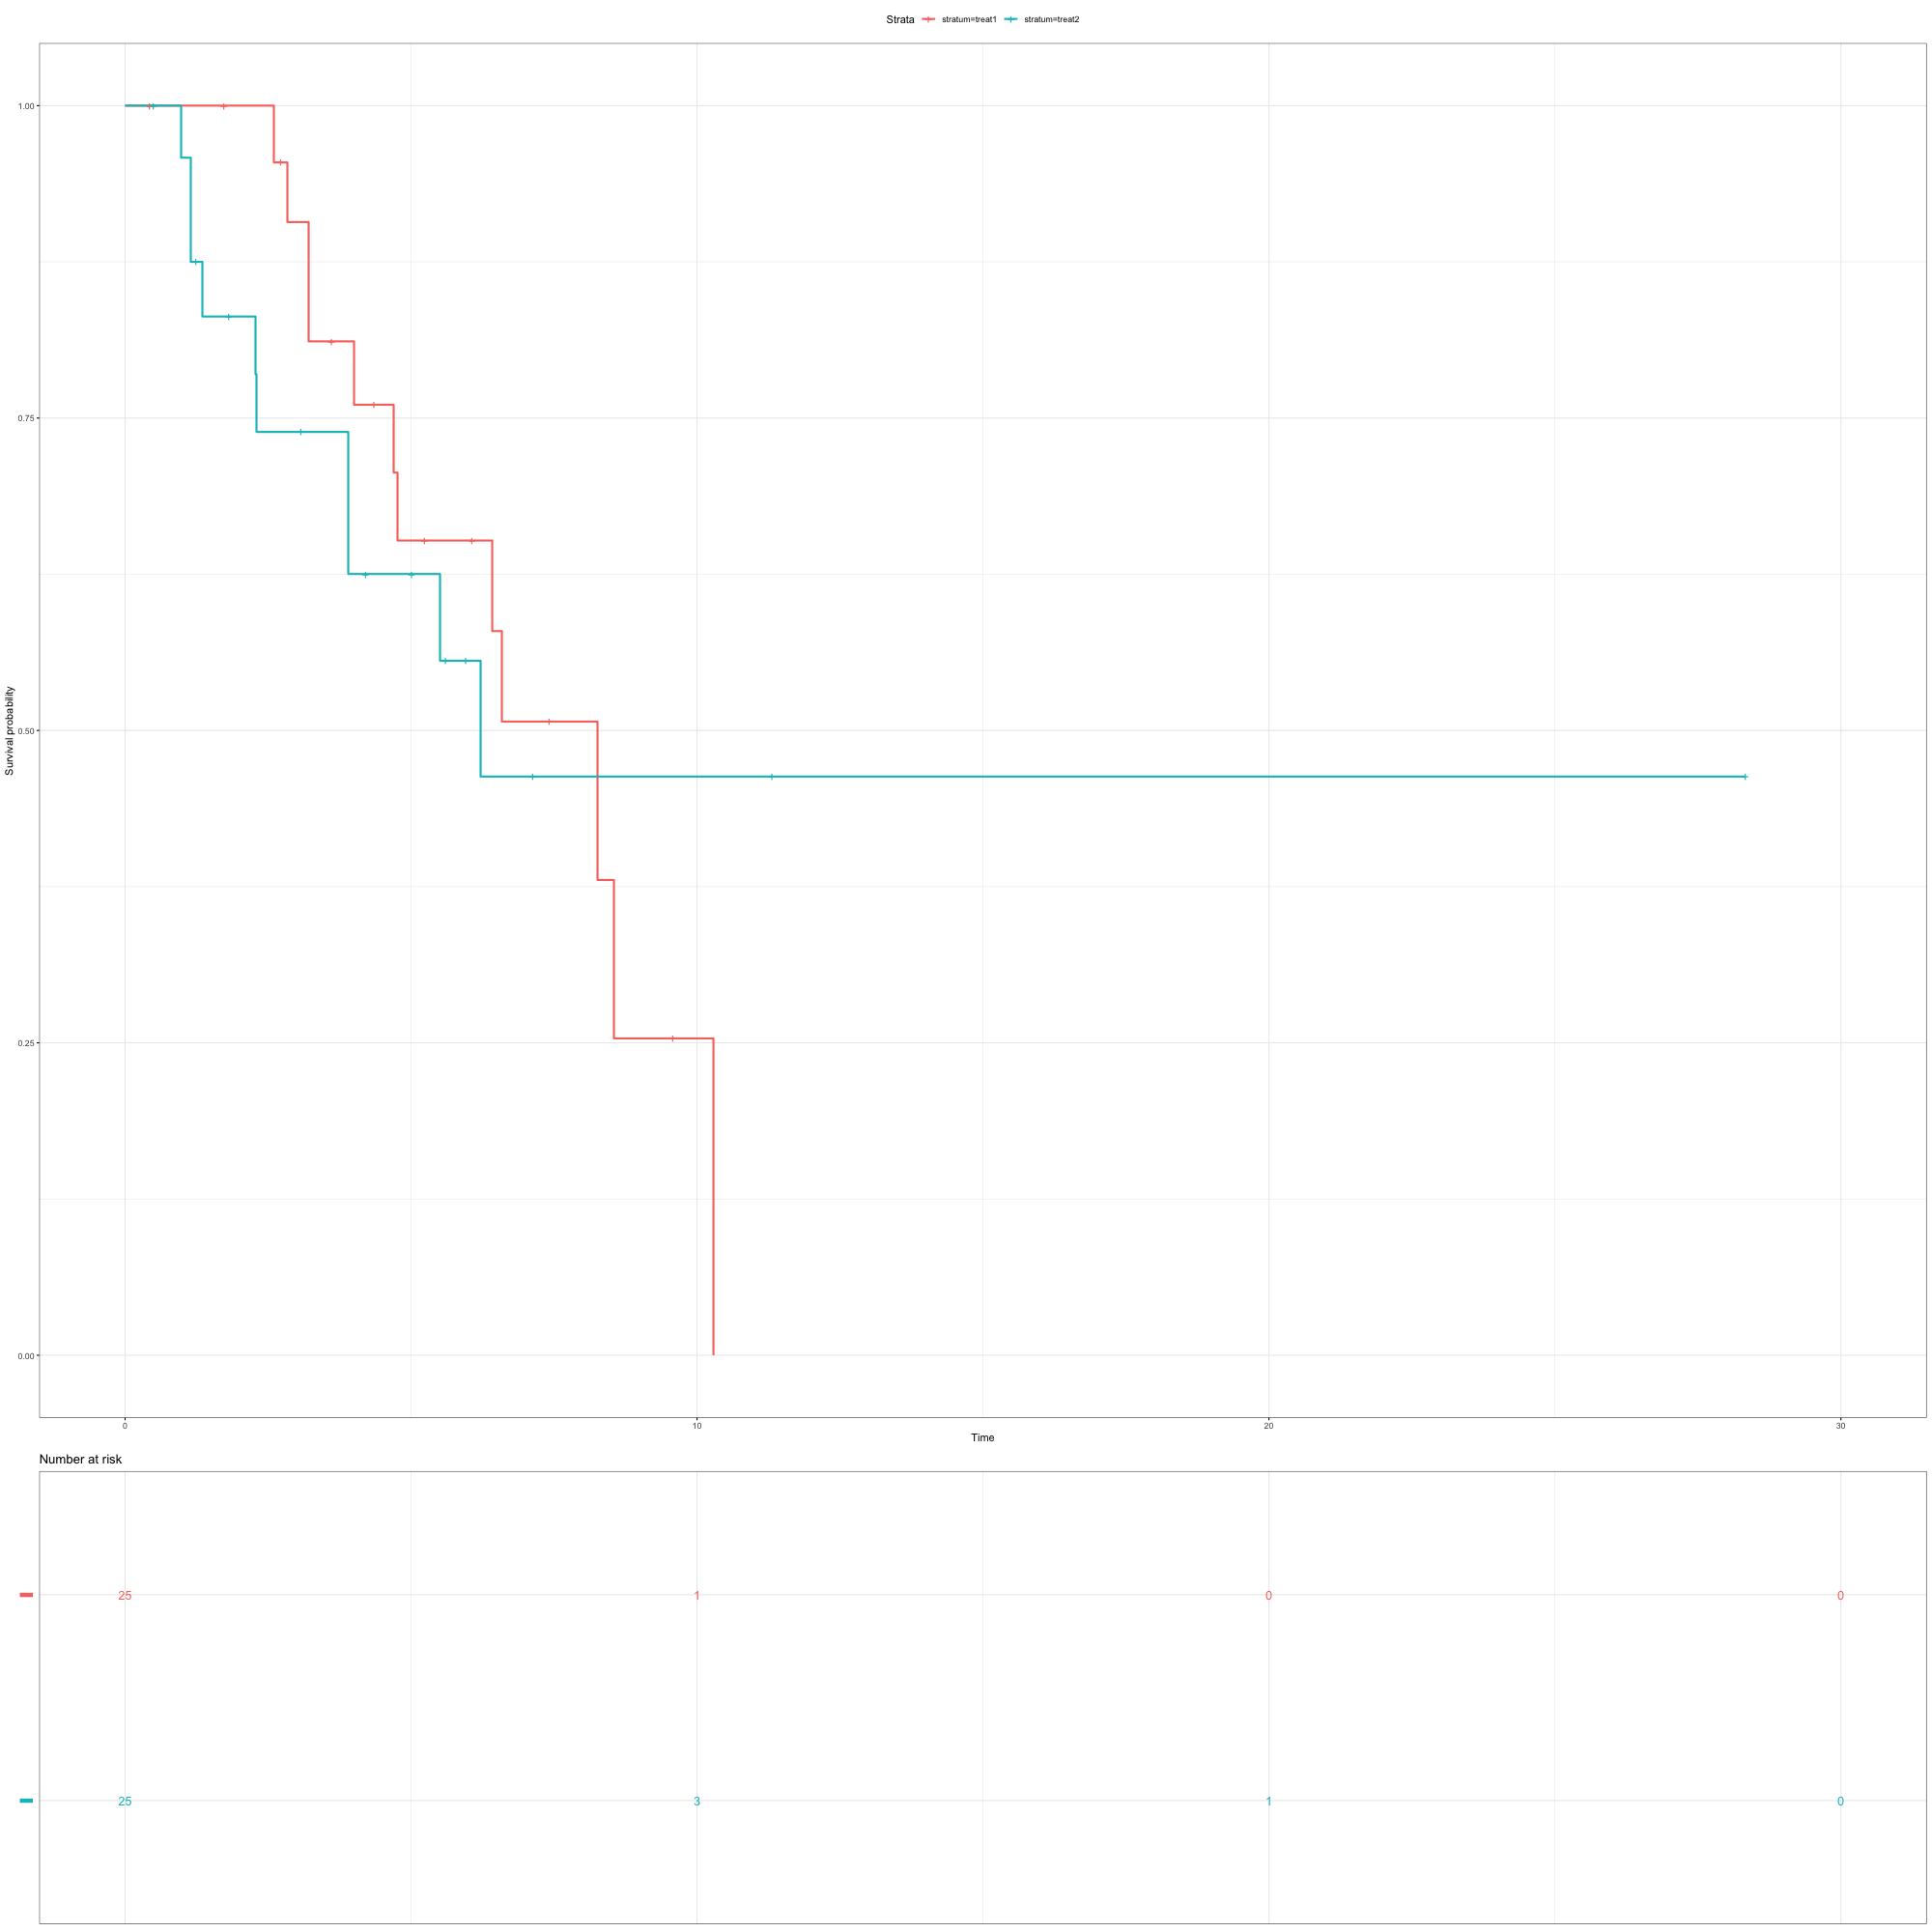 Strata stratum=treat1 stratum=treat2
1.00
0.75
0.50
0.25
0.00
Survival probability
0 10 20 30
Time
Number at risk
25 1 0 0
25 3 1 0